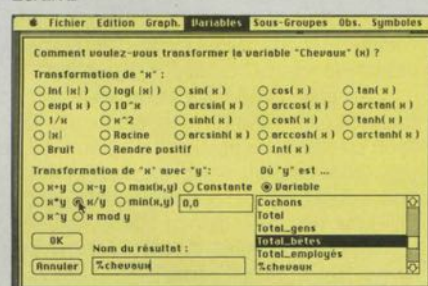 Fichier Edition Graph. Variables Sous-Groupes Obs. Symboles
Comment voulez-vous transformer la variable "Chevaux" (x) ?
Transformation de "x" :
ln( |x| ) log( |x| ) sin( x ) cos( x ) tan( x )
exp( x ) 10^x arcsin( x ) arccos( x ) arctan( x )
1/x x^2 sinh( x ) cosh( x ) tanh( x )
|x| Racine arcsinh( x ) arccosh( x ) arctanh( x )
Bruit Rendre positif Int( x )
Transformation de "x" avec "y": Où "y" est ...
x+y x-y max(x,y) Constante Variable
x*y x/y min(x,y) 0,0
x^y x mod y
Cochons
Total
Total_gens
Total_bêtes
Total_employés
%chevaux
OK
Nom du résultat :
Annuler %chevaux